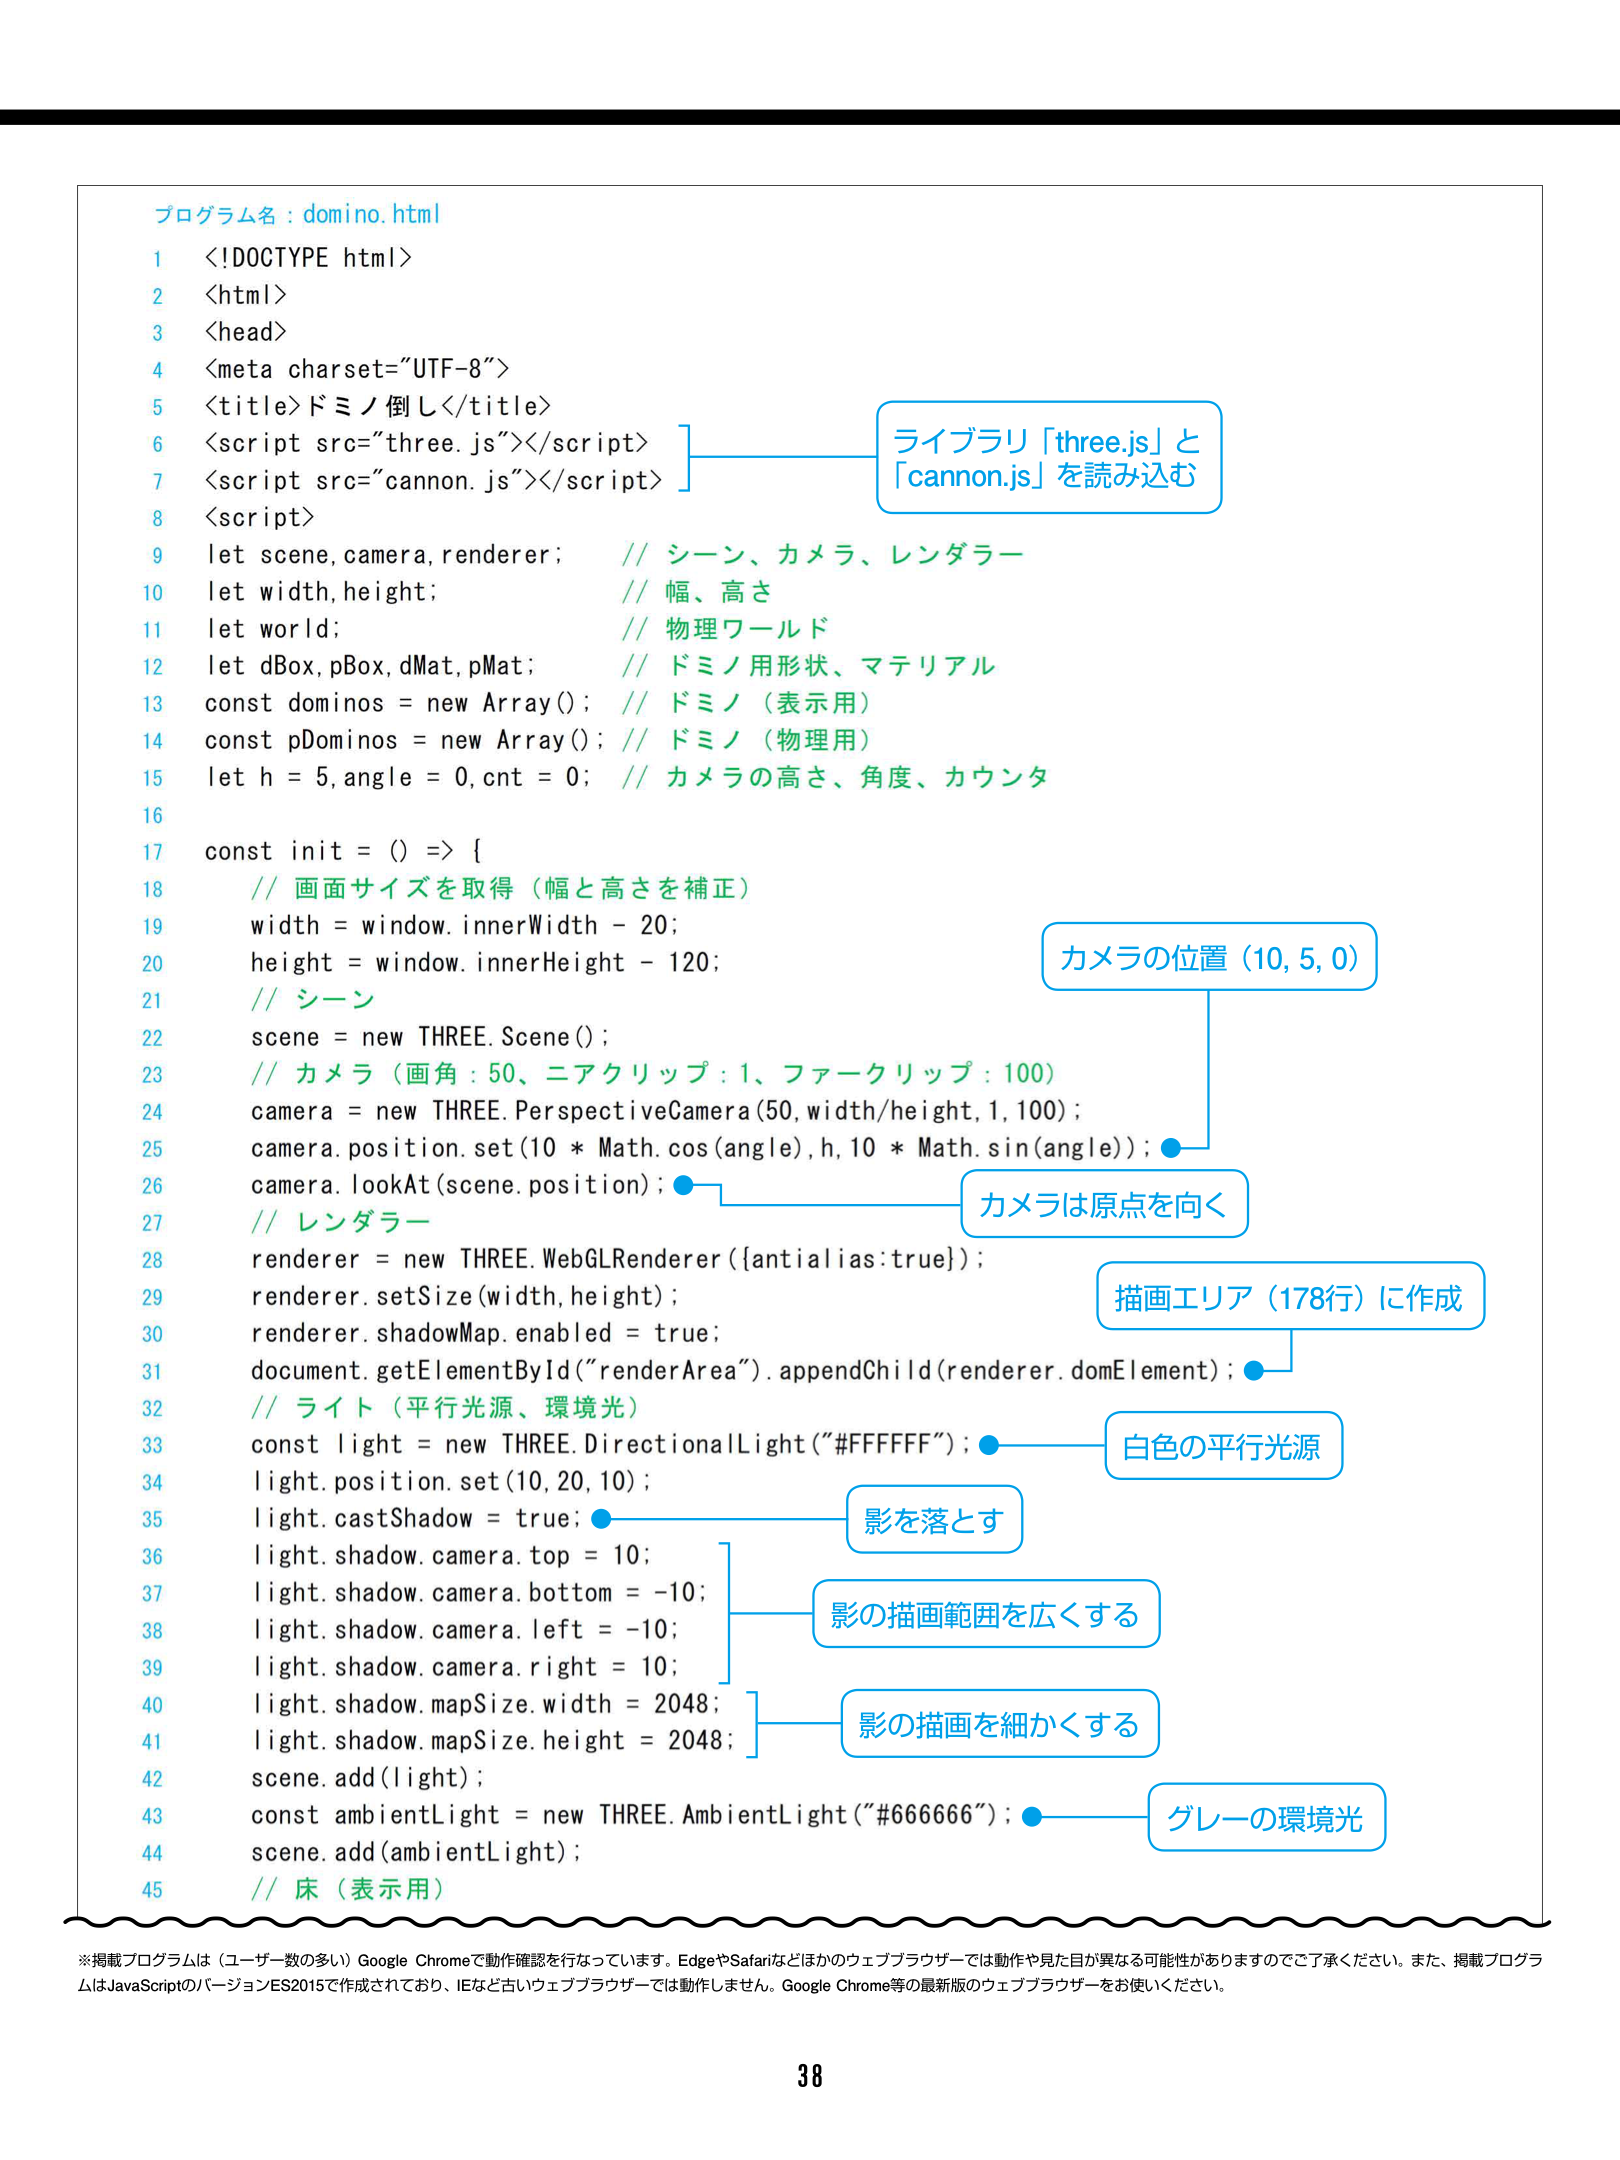 プログラム名：domino.html
1 <!DOCTYPE html>
2 <html>
3 <head>
4 <meta charset="UTF-8">
5 <title>ドミノ倒し</title>
6 <script src="three.js"></script>
7 <script src="cannon.js"></script>
ライブラリ「three.js」と
「cannon.js」を読み込む
8 <script>
9 let scene,camera,renderer; // シーン、カメラ、レンダラー
10 let width,height; // 幅、高さ
11 let world; // 物理ワールド
12 let dBox,pBox,dMat,pMat; // ドミノ用形状、マテリアル
13 const dominos = new Array(); // ドミノ（表示用）
14 const pDominos = new Array(); // ドミノ（物理用）
15 let h = 5,angle = 0,cnt = 0; // カメラの高さ、角度、カウンタ
16
17 const init = () => {
18 // 画面サイズを取得（幅と高さを補正）
19 width = window.innerWidth - 20;
20 height = window.innerHeight - 120;
カメラの位置（10, 5, 0）
21 // シーン
22 scene = new THREE.Scene();
23 // カメラ（画角：50、ニアクリップ：1、ファークリップ：100）
24 camera = new THREE.PerspectiveCamera(50,width/height,1,100);
25 camera.position.set(10 * Math.cos(angle),h,10 * Math.sin(angle));
26 camera.lookAt(scene.position);
カメラは原点を向く
27 // レンダラー
28 renderer = new THREE.WebGLRenderer({antialias:true});
29 renderer.setSize(width,height);
描画エリア（178行）に作成
30 renderer.shadowMap.enabled = true;
31 document.getElementById("renderArea").appendChild(renderer.domElement);
32 // ライト（平行光源、環境光）
33 const light = new THREE.DirectionalLight("#FFFFFF");
白色の平行光源
34 light.position.set(10,20,10);
35 light.castShadow = true;
影を落とす
36 light.shadow.camera.top = 10;
37 light.shadow.camera.bottom = -10;
38 light.shadow.camera.left = -10;
39 light.shadow.camera.right = 10;
影の描画範囲を広くする
40 light.shadow.mapSize.width = 2048;
41 light.shadow.mapSize.height = 2048;
影の描画を細かくする
42 scene.add(light);
43 const ambientLight = new THREE.AmbientLight("#666666");
グレーの環境光
44 scene.add(ambientLight);
45 // 床（表示用）
※掲載プログラムは（ユーザー数の多い）Google Chromeで動作確認を行なっています。EdgeやSafariなどほかのウェブブラウザーでは動作や見た目が異なる可能性がありますのでご了承ください。また、掲載プログラ
ムはJavaScriptのバージョンES2015で作成されており、IEなど古いウェブブラウザーでは動作しません。Google Chrome等の最新版のウェブブラウザーをお使いください。
38